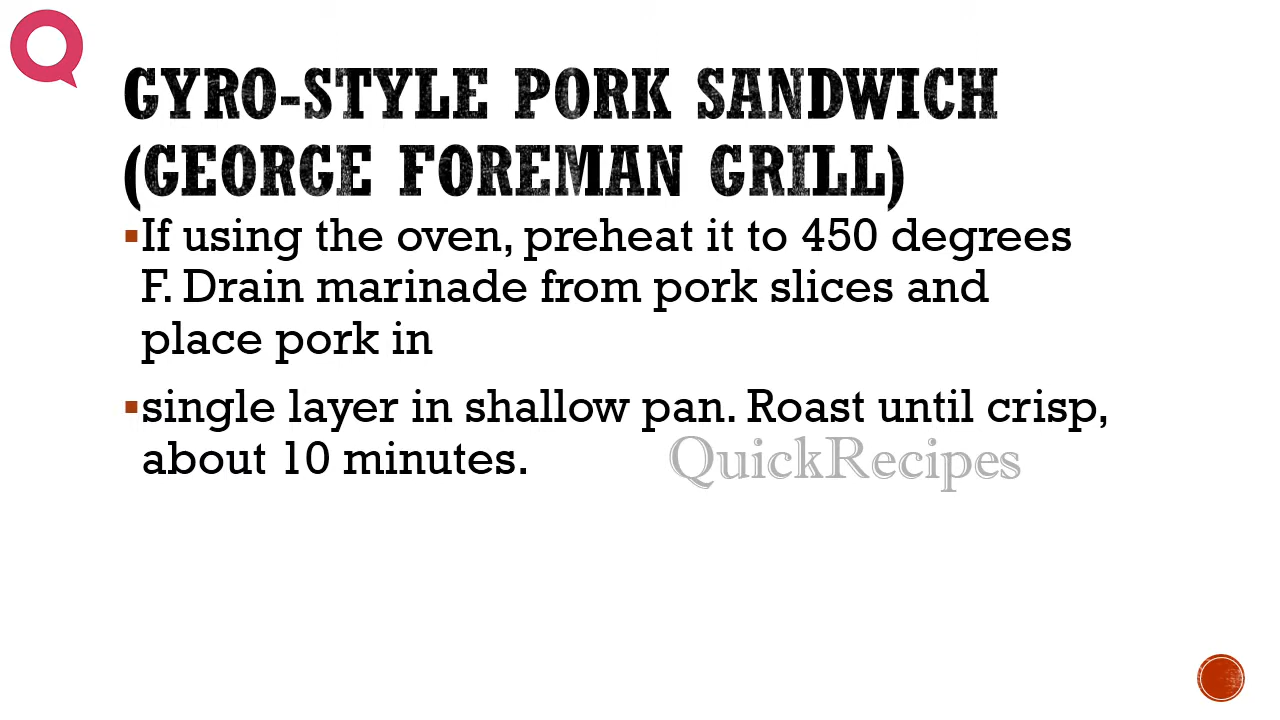 GYRO-STYLE PORK SANDWICH
(GEORGE FOREMAN GRILL)
▪If using the oven, preheat it to 450 degrees
F. Drain marinade from pork slices and
place pork in
▪single layer in shallow pan. Roast until crisp,
about 10 minutes.
QuickRecipes